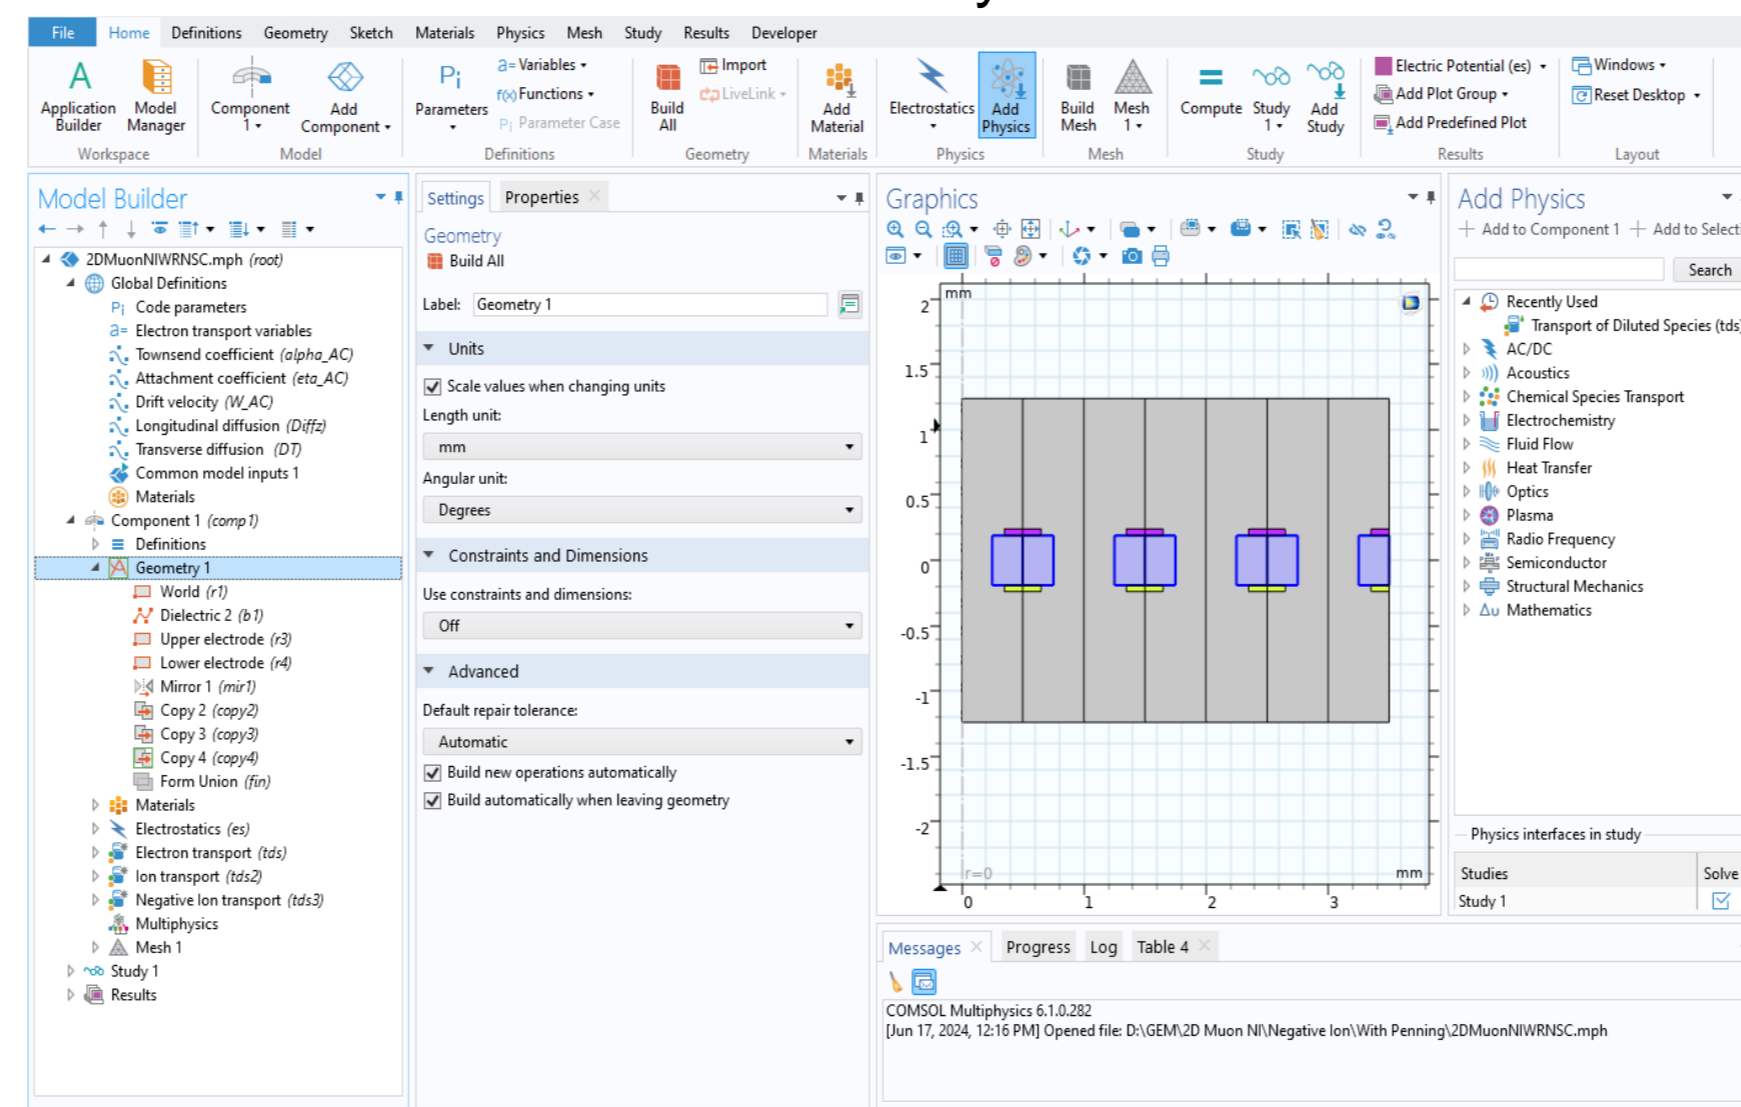 File Home Definitions Geometry Sketch Materials Physics Mesh Study Results Developer
Application Builder
Model Manager
Workspace
Component 1
Add Component
Model
Pi Parameters
a= Variables
f(x) Functions
Pi Parameter Case
Definitions
Build All
Import
LiveLink
Geometry
Add Material
Materials
Electrostatics
Add Physics
Physics
Build Mesh
Mesh 1
Mesh
Compute
Study 1
Add Study
Study
Electric Potential (es)
Add Plot Group
Add Predefined Plot
Results
Windows
Reset Desktop
Layout
Model Builder
2DMuonNIWRNSC.mph (root)
Global Definitions
Pi Code parameters
a= Electron transport variables
Townsend coefficient (alpha_AC)
Attachment coefficient (eta_AC)
Drift velocity (W_AC)
Longitudinal diffusion (Diffz)
Transverse diffusion (DT)
Common model inputs 1
Materials
Component 1 (comp1)
Definitions
Geometry 1
World (r1)
Dielectric 2 (b1)
Upper electrode (r3)
Lower electrode (r4)
Mirror 1 (mir1)
Copy 2 (copy2)
Copy 3 (copy3)
Copy 4 (copy4)
Form Union (fin)
Materials
Electrostatics (es)
Electron transport (tds)
Ion transport (tds2)
Negative Ion transport (tds3)
Multiphysics
Mesh 1
Study 1
Results
Settings Properties
Geometry
Build All
Label: Geometry 1
Units
Scale values when changing units
Length unit:
mm
Angular unit:
Degrees
Constraints and Dimensions
Use constraints and dimensions:
Off
Advanced
Default repair tolerance:
Automatic
Build new operations automatically
Build automatically when leaving geometry
Graphics
mm
2
1.5
1
0.5
0
-0.5
-1
-1.5
-2
r=0
mm
0 1 2 3
Add Physics
+ Add to Component 1 + Add to Selecti
Search
Recently Used
Transport of Diluted Species (tds
AC/DC
Acoustics
Chemical Species Transport
Electrochemistry
Fluid Flow
Heat Transfer
Optics
Plasma
Radio Frequency
Semiconductor
Structural Mechanics
Δu Mathematics
Physics interfaces in study
Studies Solve
Study 1
Messages Progress Log Table 4
COMSOL Multiphysics 6.1.0.282
[Jun 17, 2024, 12:16 PM] Opened file: D:\GEM\2D Muon NI\Negative Ion\With Penning\2DMuonNIWRNSC.mph